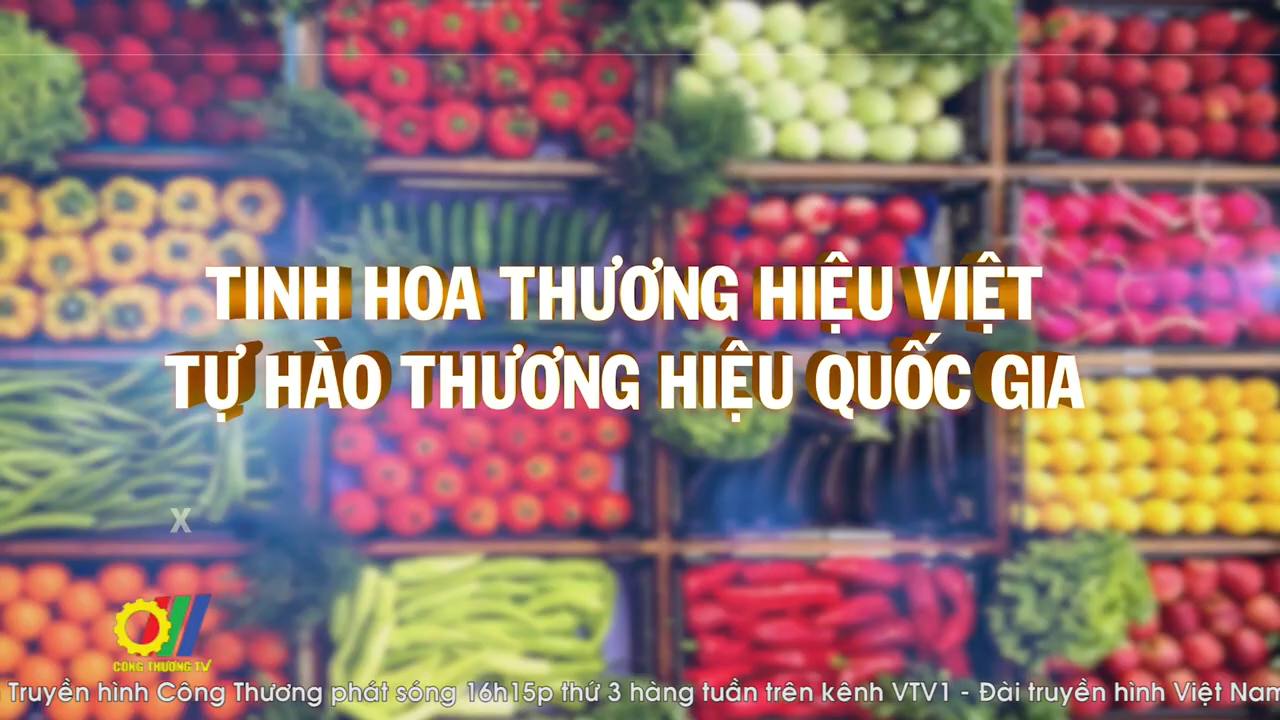 TINH HOA THƯƠNG HIỆU VIỆT
TỰ HÀO THƯƠNG HIỆU QUỐC GIA
X
CÔNG THƯƠNG TV
Truyền hình Công Thương phát sóng 16h15p thứ 3 hàng tuần trên kênh VTV1 - Đài truyền hình Việt Nam